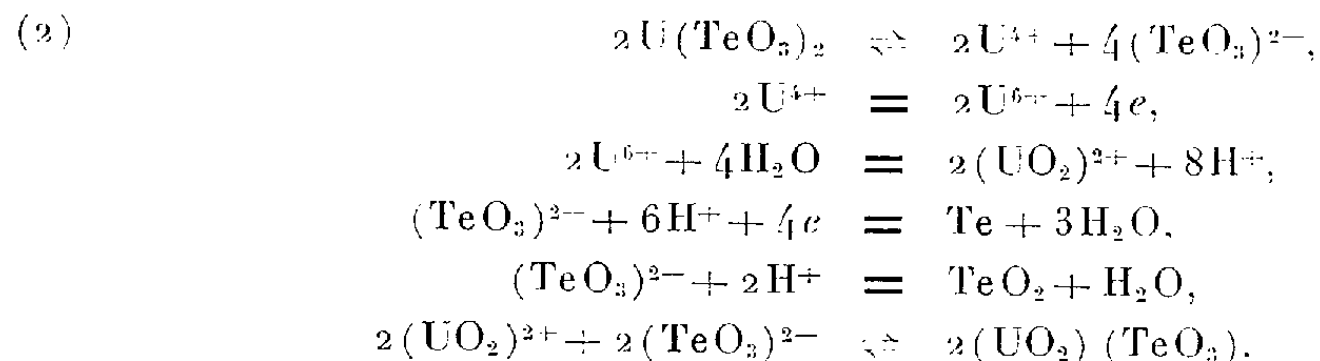 (2) 2U(TeO₃)₂ ⇌ 2U⁴⁺ + 4(TeO₃)²⁻,
2U⁴⁺ = 2U⁶⁺ + 4e,
2U⁶⁺ + 4H₂O = 2(UO₂)²⁺ + 8H⁺,
(TeO₃)²⁻ + 6H⁺ + 4e = Te + 3H₂O.
(TeO₃)²⁻ + 2H⁺ = TeO₂ + H₂O,
2(UO₂)²⁺ + 2(TeO₃)²⁻ ⇌ 2(UO₂) (TeO₃).